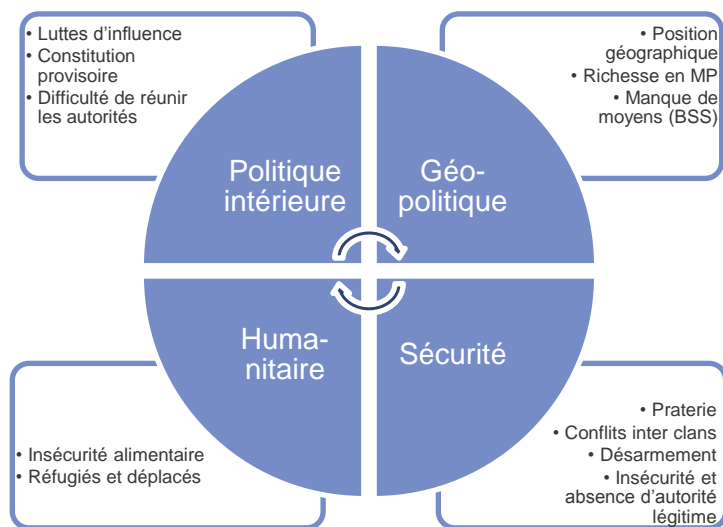 • Luttes d'influence
• Constitution
provisoire
• Difficulté de réunir
les autorités
• Position
géographique
• Richesse en MP
• Manque de
moyens (BSS)
Politique
intérieure
Géo-
politique
Huma-
nitaire
Sécurité
• Insécurité alimentaire
• Réfugiés et déplacés
• Praterie
• Conflits inter clans
• Désarmement
• Insécurité et
absence d'autorité
légitime